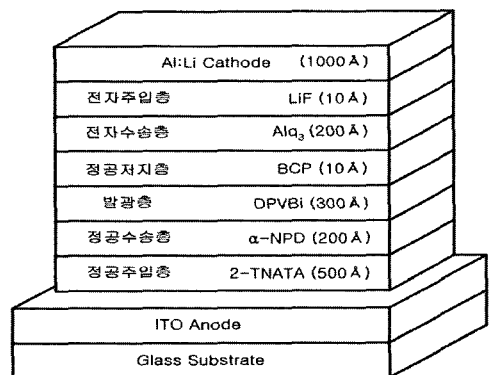 Al:Li Cathode (1000Å)
전자주입층 LiF (10Å)
전자수송층 Alq₃ (200Å)
정공저지층 BCP (10Å)
발광층 DPVBi (300Å)
정공수송층 α-NPD (200Å)
정공주입층 2-TNATA (500Å)
ITO Anode
Glass Substrate